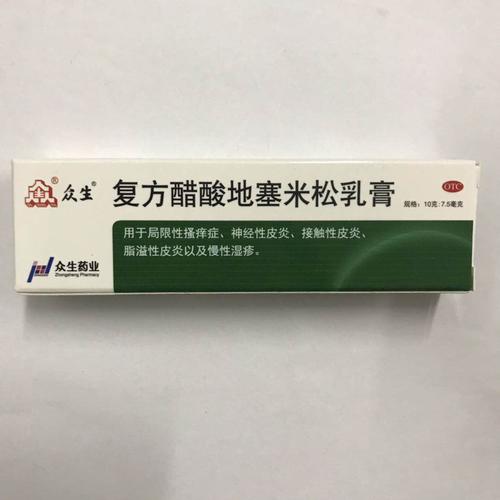 众生®
复方醋酸地塞米松乳膏
OTC
规格：10克:7.5毫克
用于局限性瘙痒症、神经性皮炎、接触性皮炎、
脂溢性皮炎以及慢性湿疹。
众生药业
Zhongsheng Pharmacy